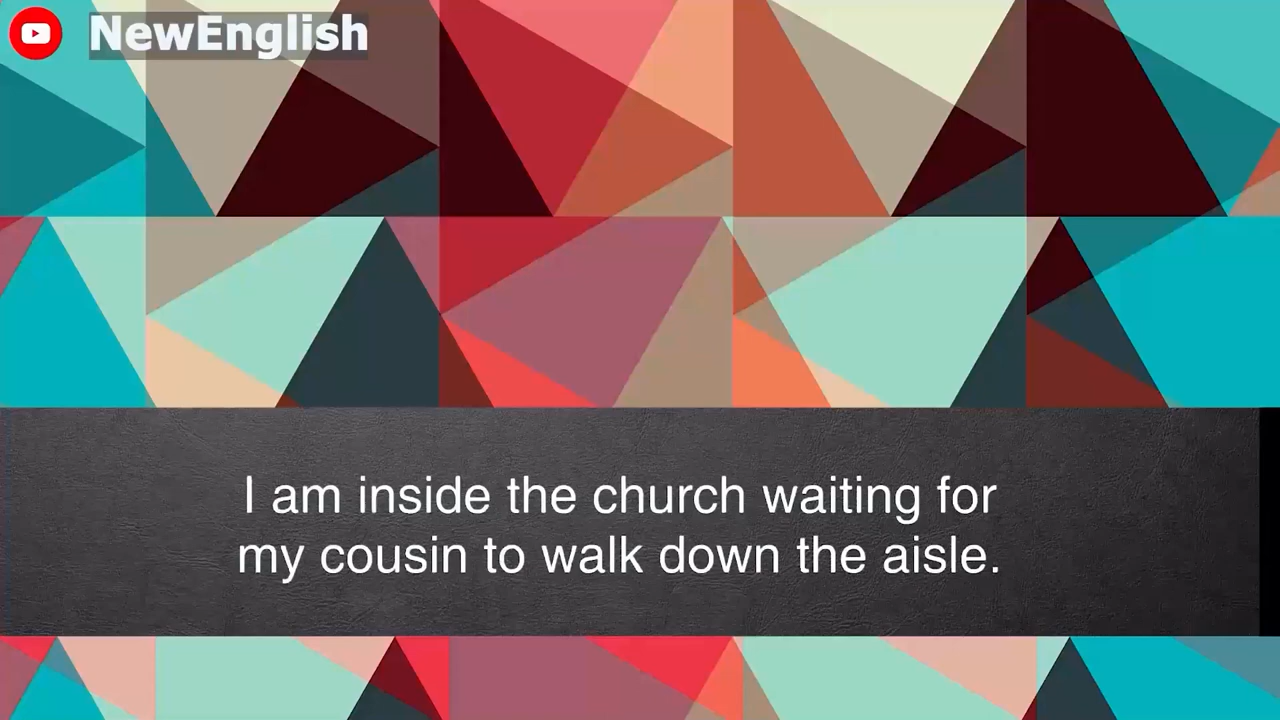 NewEnglish
I am inside the church waiting for
my cousin to walk down the aisle.